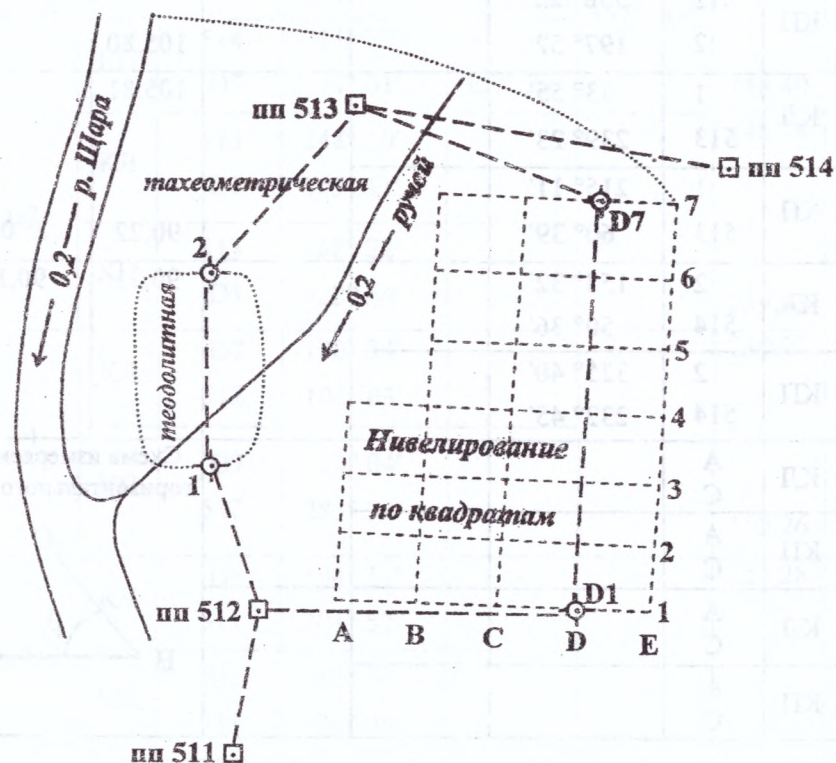 р. Щара
0,2
пп 513
тахеометрическая
ручей
0,2
пп 514
7
D7
2
6
теодолитная
5
4
Нивелирование
3
1
по квадратам
2
D1
пп 512
1
A
B
C
D
E
пп 511